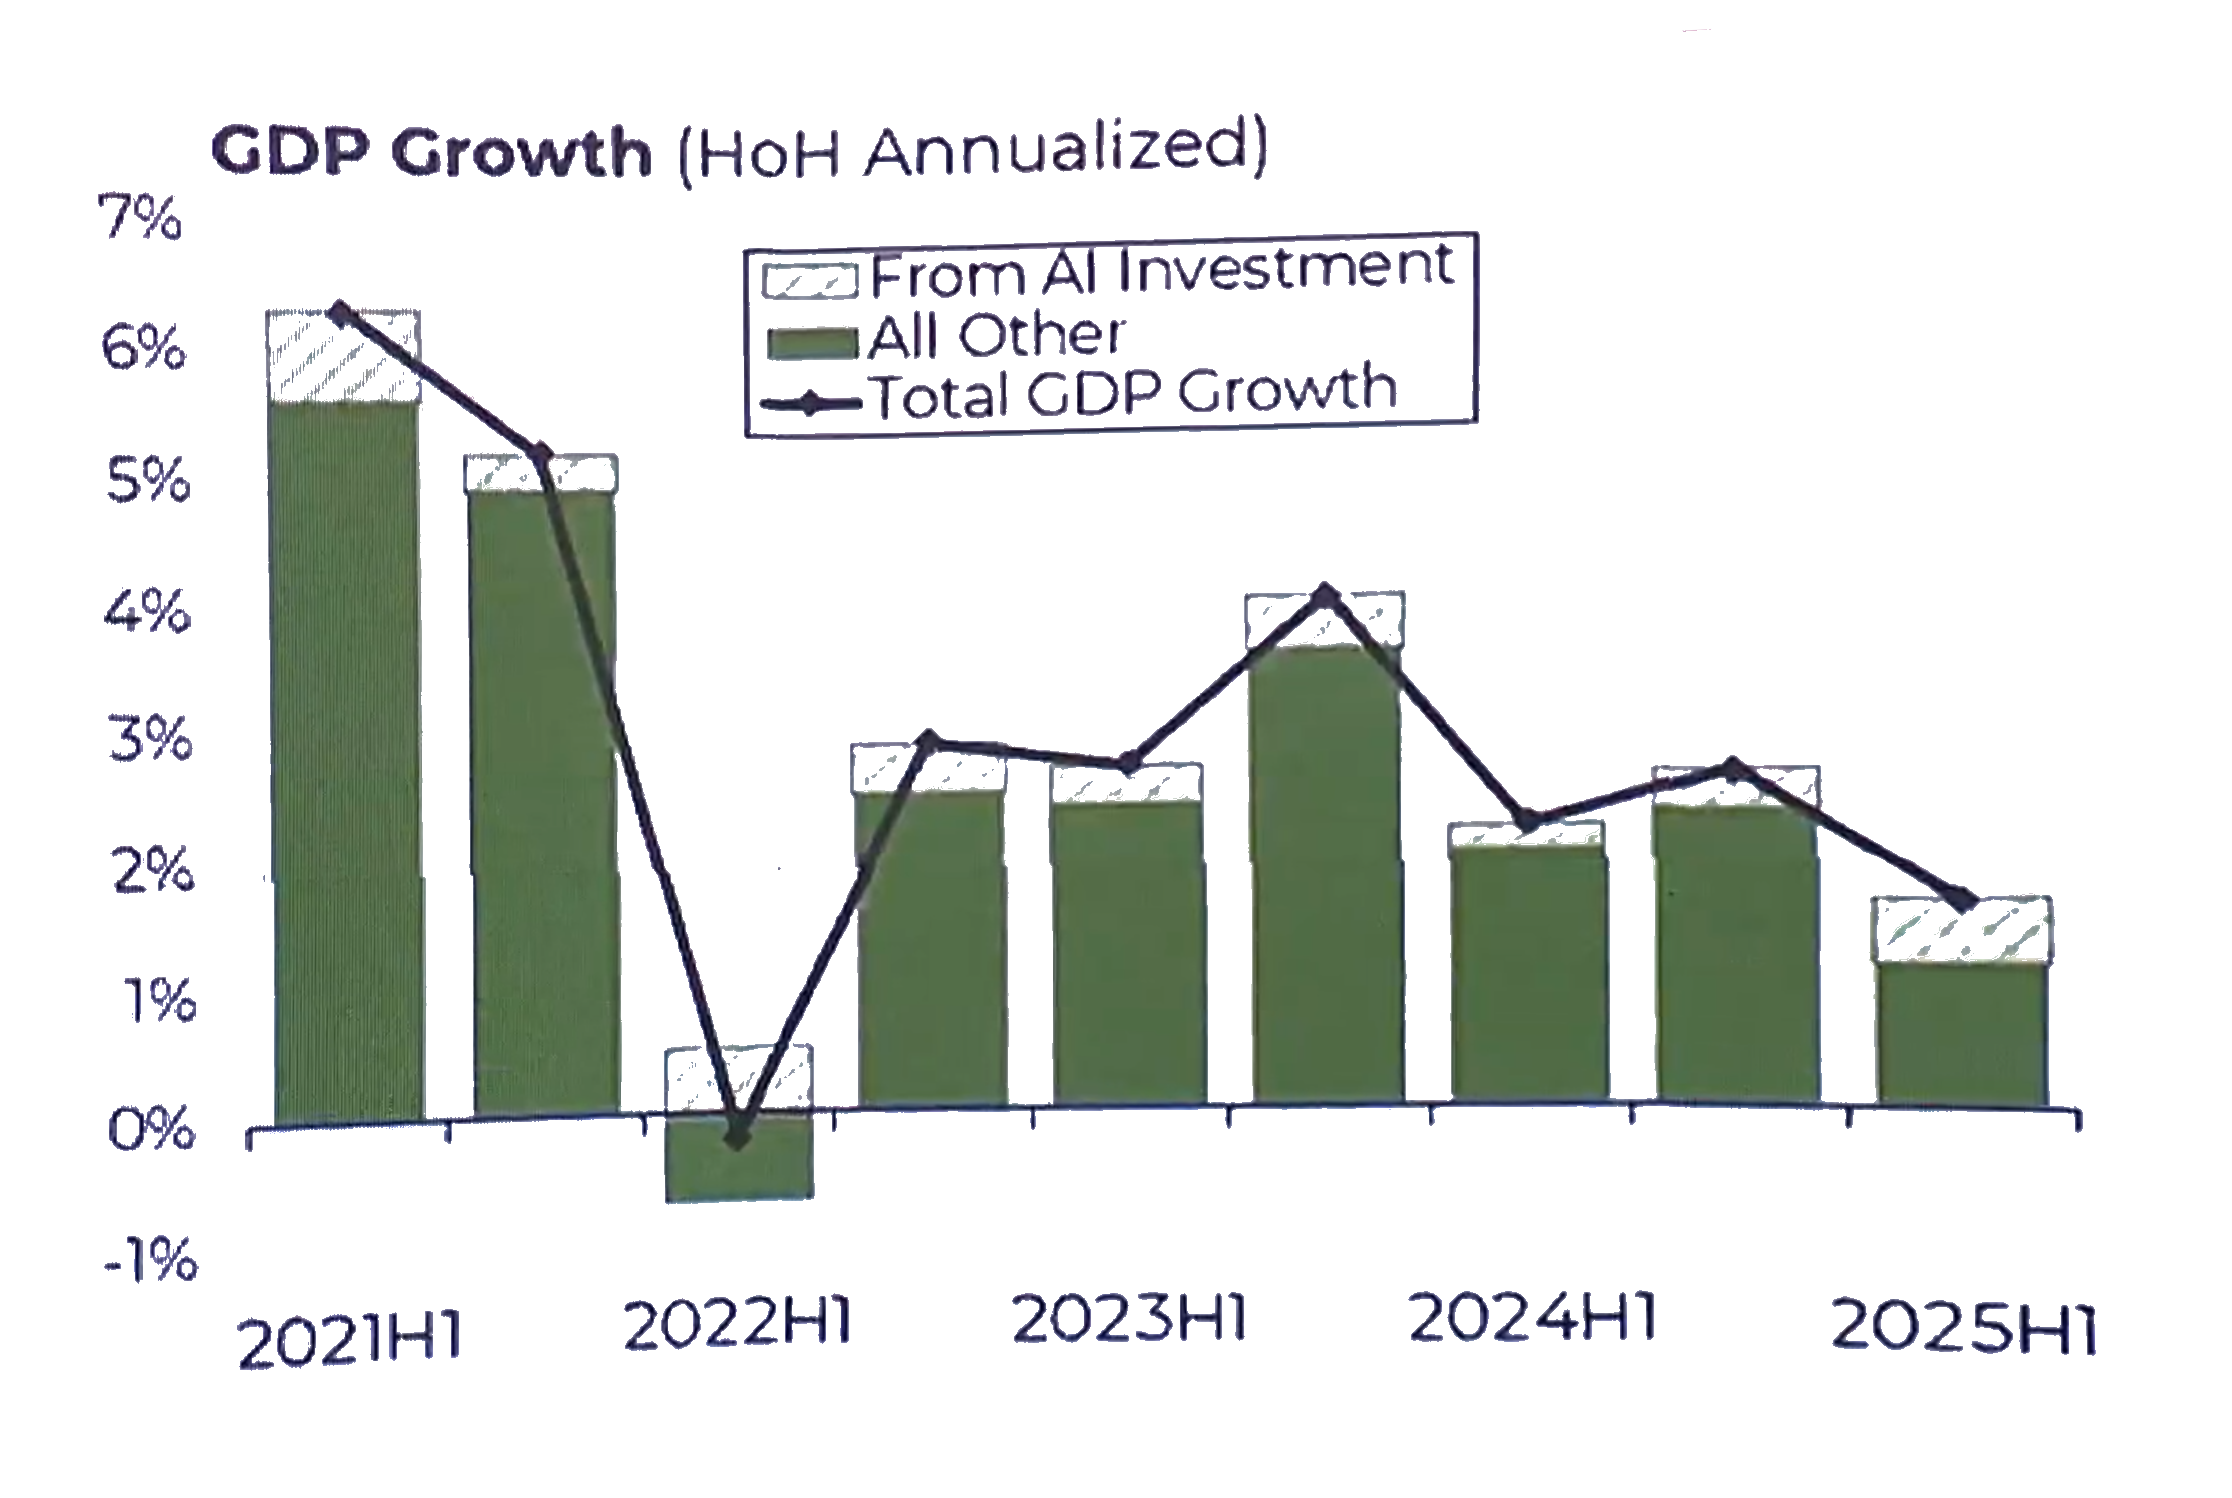 GDP Growth (HoH Annualized)
7%
From AI Investment
6%
All Other
Total GDP Growth
5%
4%
3%
2%
1%
0%
-1%
2021H1 2022H1 2023H1 2024H1 2025H1